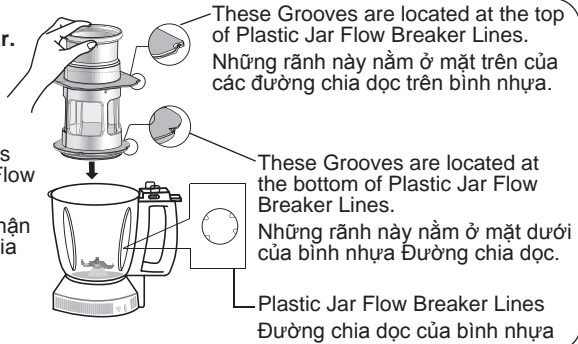 ar.
These Grooves are located at the top
of Plastic Jar Flow Breaker Lines.
Những rãnh này nằm ở mặt trên của
các đường chia dọc trên bình nhựa.
s
Flow
ận
ia
These Grooves are located at
the bottom of Plastic Jar Flow
Breaker Lines.
Những rãnh này nằm ở mặt dưới
của bình nhựa Đường chia dọc.
Plastic Jar Flow Breaker Lines
Đường chia dọc của bình nhựa